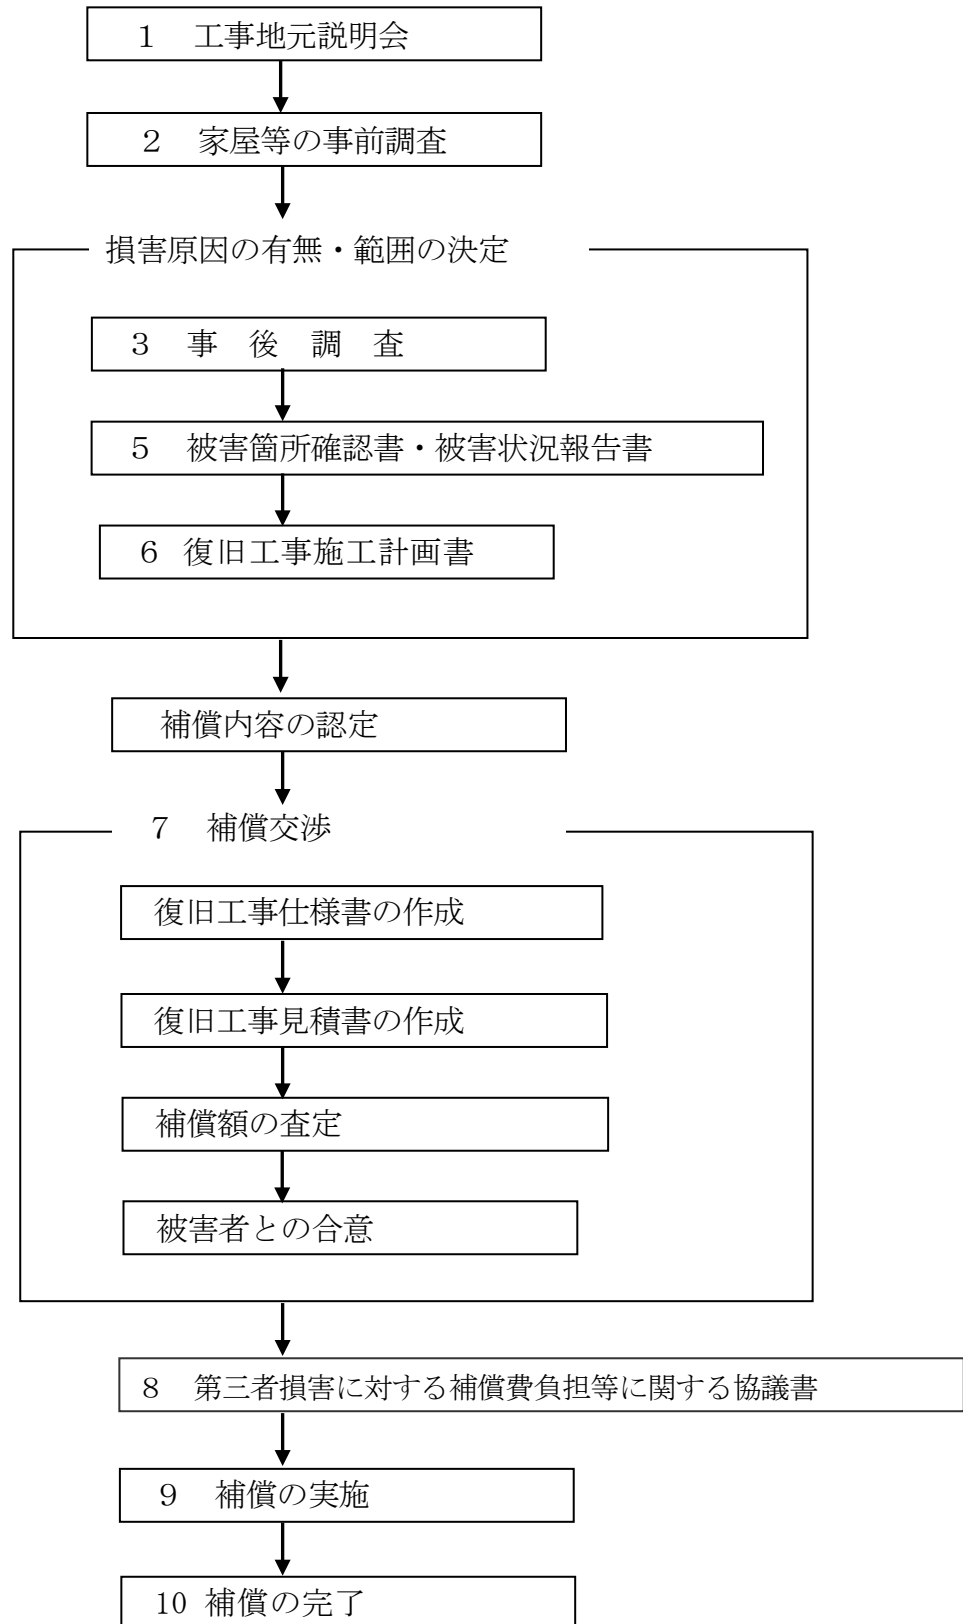 １　工事地元説明会
２　家屋等の事前調査
損害原因の有無・範囲の決定
３　事　後　調　査
５　被害箇所確認書・被害状況報告書
６　復旧工事施工計画書
補償内容の認定
７　補償交渉
復旧工事仕様書の作成
復旧工事見積書の作成
補償額の査定
被害者との合意
８　第三者損害に対する補償費負担等に関する協議書
９　補償の実施
10 補償の完了